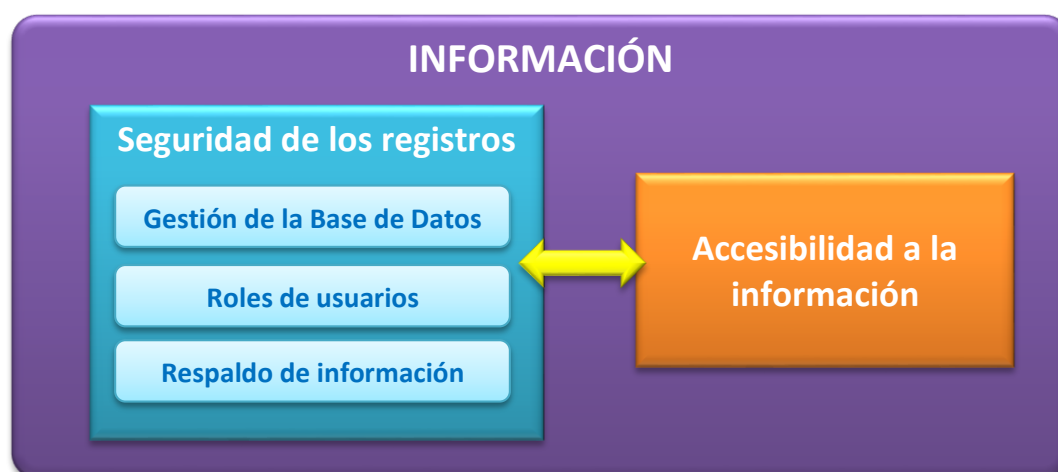 INFORMACIÓN
Seguridad de los registros
Gestión de la Base de Datos
Roles de usuarios
Respaldo de información
Accesibilidad a la
información